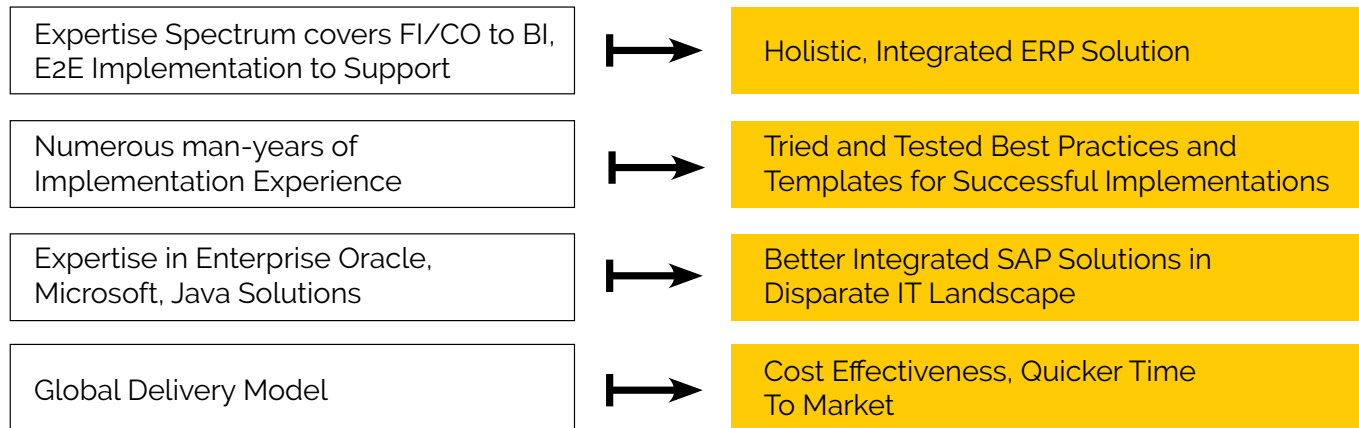 Expertise Spectrum covers FI/CO to BI,
E2E Implementation to Support
Holistic, Integrated ERP Solution
Numerous man-years of
Implementation Experience
Tried and Tested Best Practices and
Templates for Successful Implementations
Expertise in Enterprise Oracle,
Microsoft, Java Solutions
Better Integrated SAP Solutions in
Disparate IT Landscape
Global Delivery Model
Cost Effectiveness, Quicker Time
To Market